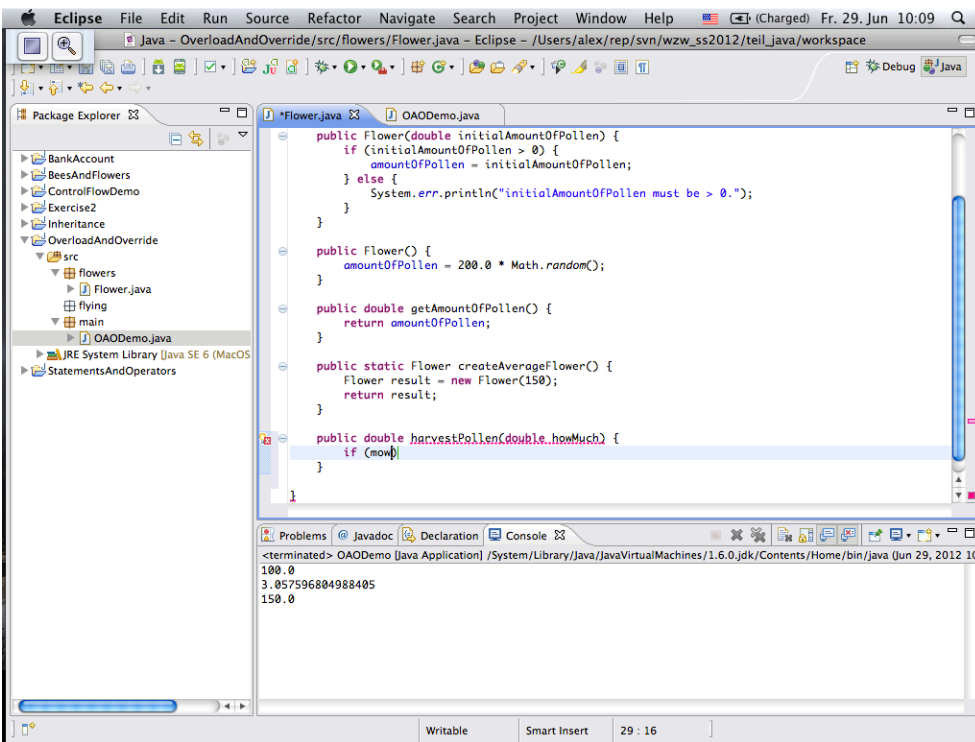 Eclipse File Edit Run Source Refactor Navigate Search Project Window Help (Charged) Fr. 29. Jun 10:09
Java – OverloadAndOverride/src/flowers/Flower.java – Eclipse – /Users/alex/rep/svn/wzw_ss2012/teil_java/workspace
Debug Java
Package Explorer
BankAccount
BeesAndFlowers
ControlFlowDemo
Exercise2
Inheritance
OverloadAndOverride
src
flowers
Flower.java
flying
main
OAODemo.java
JRE System Library [Java SE 6 (MacOS
StatementsAndOperators
*Flower.java OAODemo.java
public Flower(double initialAmountOfPollen) {
if (initialAmountOfPollen > 0) {
amountOfPollen = initialAmountOfPollen;
} else {
System.err.println("initialAmountOfPollen must be > 0.");
}
}
public Flower() {
amountOfPollen = 200.0 * Math.random();
}
public double getAmountOfPollen() {
return amountOfPollen;
}
public static Flower createAverageFlower() {
Flower result = new Flower(150);
return result;
}
public double harvestPollen(double howMuch) {
if (mow)
}
}
Problems @ Javadoc Declaration Console
<terminated> OAODemo [Java Application] /System/Library/Java/JavaVirtualMachines/1.6.0.jdk/Contents/Home/bin/java (Jun 29, 2012 10
100.0
3.057596804988405
150.0
Writable Smart Insert 29 : 16